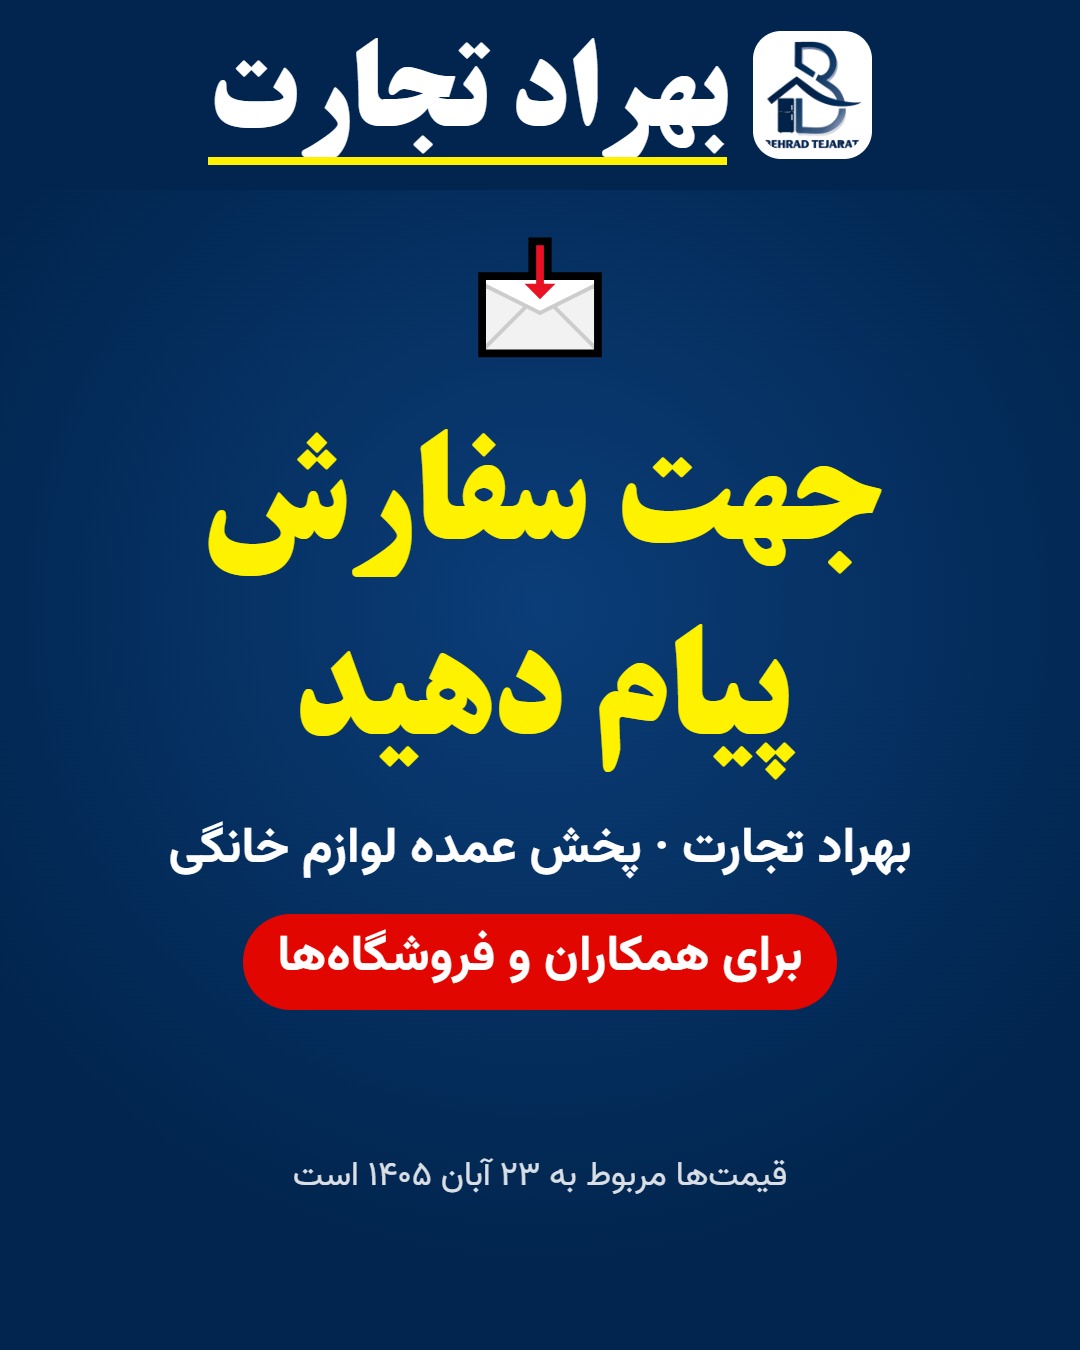 بهراد تجارت
BEHRAD TEJARAT
جهت سفارش
پیام دهید
بهراد تجارت · پخش عمده لوازم خانگی
برای همکاران و فروشگاه‌ها
قیمت‌ها مربوط به ۲۳ آبان ۱۴۰۵ است